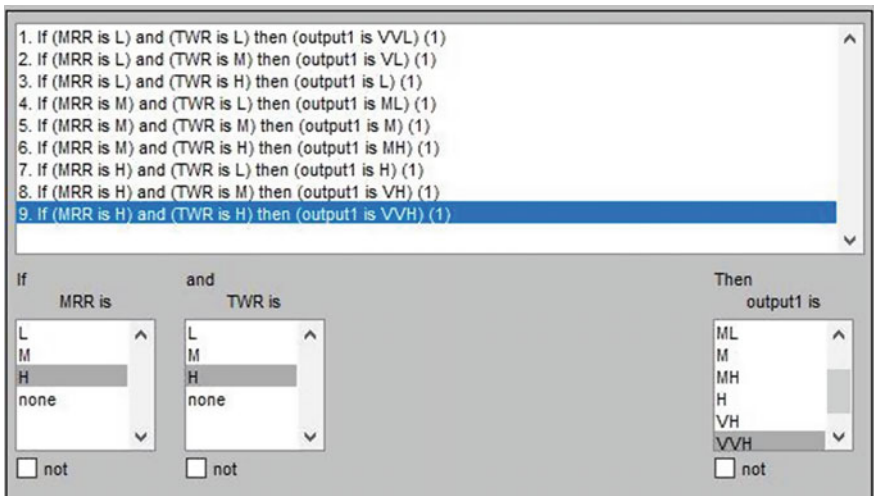 1. If (MRR is L) and (TWR is L) then (output1 is VVL) (1)
2. If (MRR is L) and (TWR is M) then (output1 is VL) (1)
3. If (MRR is L) and (TWR is H) then (output1 is L) (1)
4. If (MRR is M) and (TWR is L) then (output1 is ML) (1)
5. If (MRR is M) and (TWR is M) then (output1 is M) (1)
6. If (MRR is M) and (TWR is H) then (output1 is MH) (1)
7. If (MRR is H) and (TWR is L) then (output1 is H) (1)
8. If (MRR is H) and (TWR is M) then (output1 is VH) (1)
9. If (MRR is H) and (TWR is H) then (output1 is VVH) (1)
If
MRR is
L
M
H
none
not
and
TWR is
L
M
H
none
not
Then
output1 is
ML
M
MH
H
VH
VVH
not